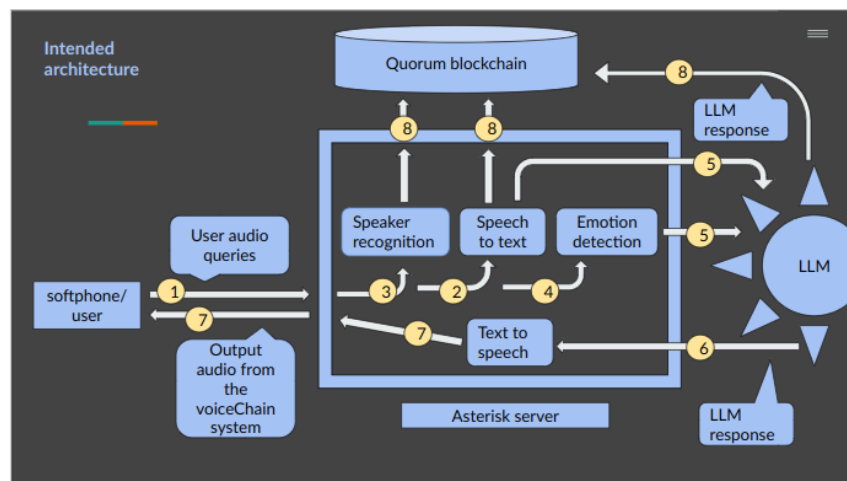 Intended
architecture
Quorum blockchain
8
LLM
response
8
8
5
User audio
queries
Speaker
recognition
Speech
to text
Emotion
detection
5
LLM
softphone/
user
1
3
2
4
7
7
Text to
speech
6
Output
audio from
the
voiceChain
system
Asterisk server
LLM
response